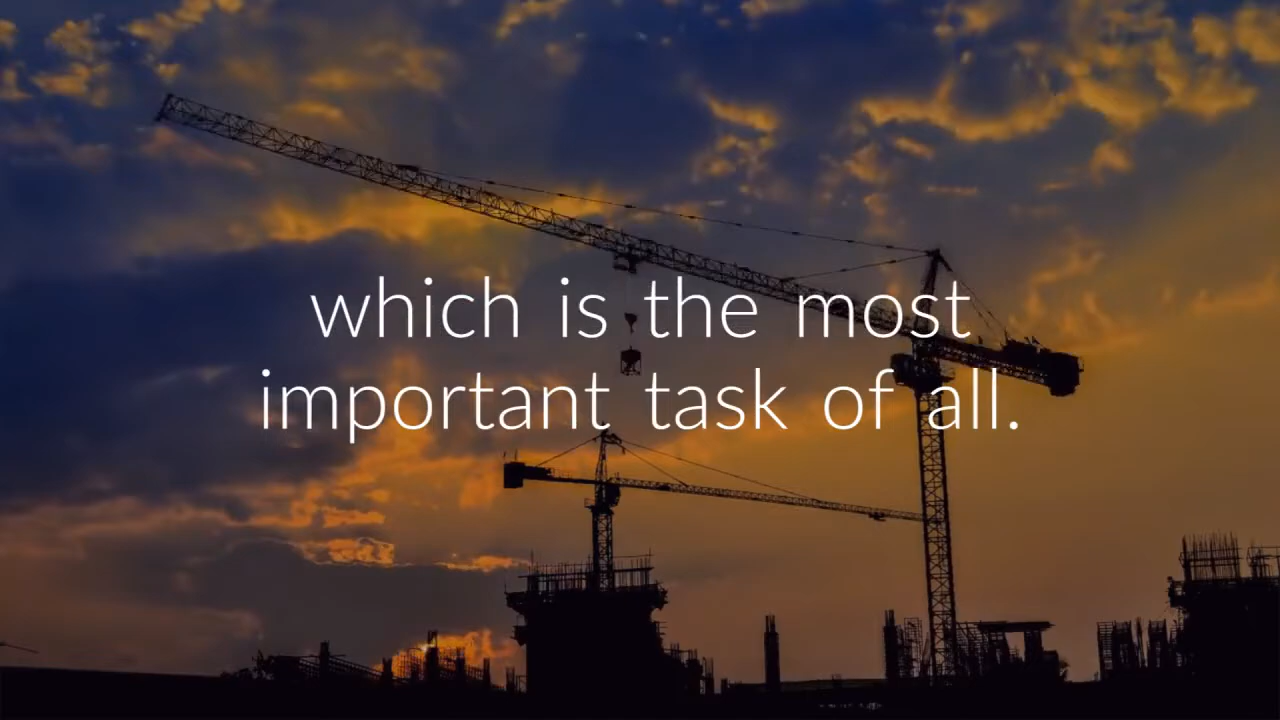 which is the most
important task of all.